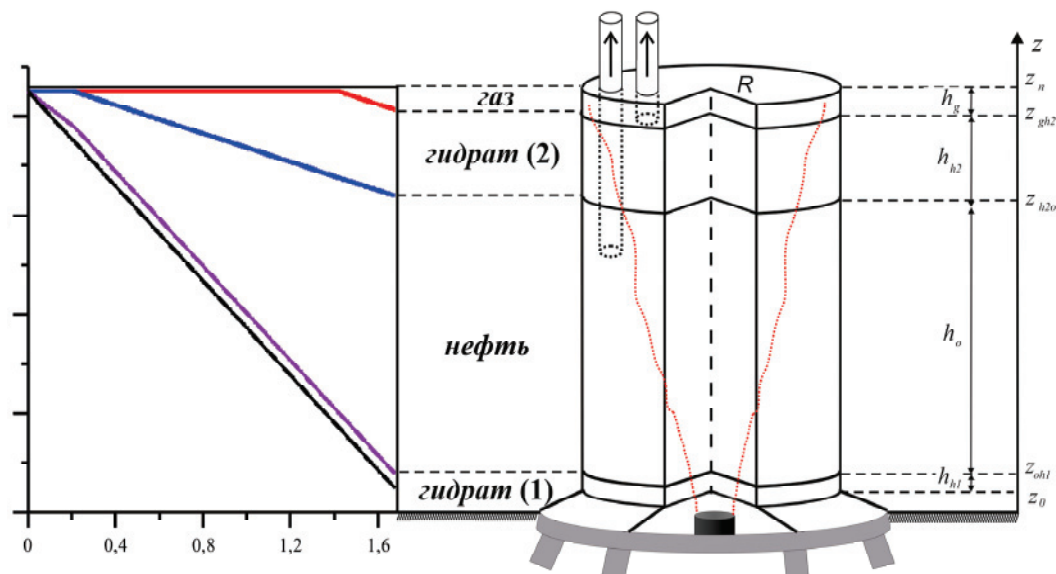 z
R
z_n
газ
h_g
z_gh2
гидрат (2)
h_h2
z_h2o
нефть
h_o
z_oh1
гидрат (1)
h_h1
z_0
0 0,4 0,8 1,2 1,6